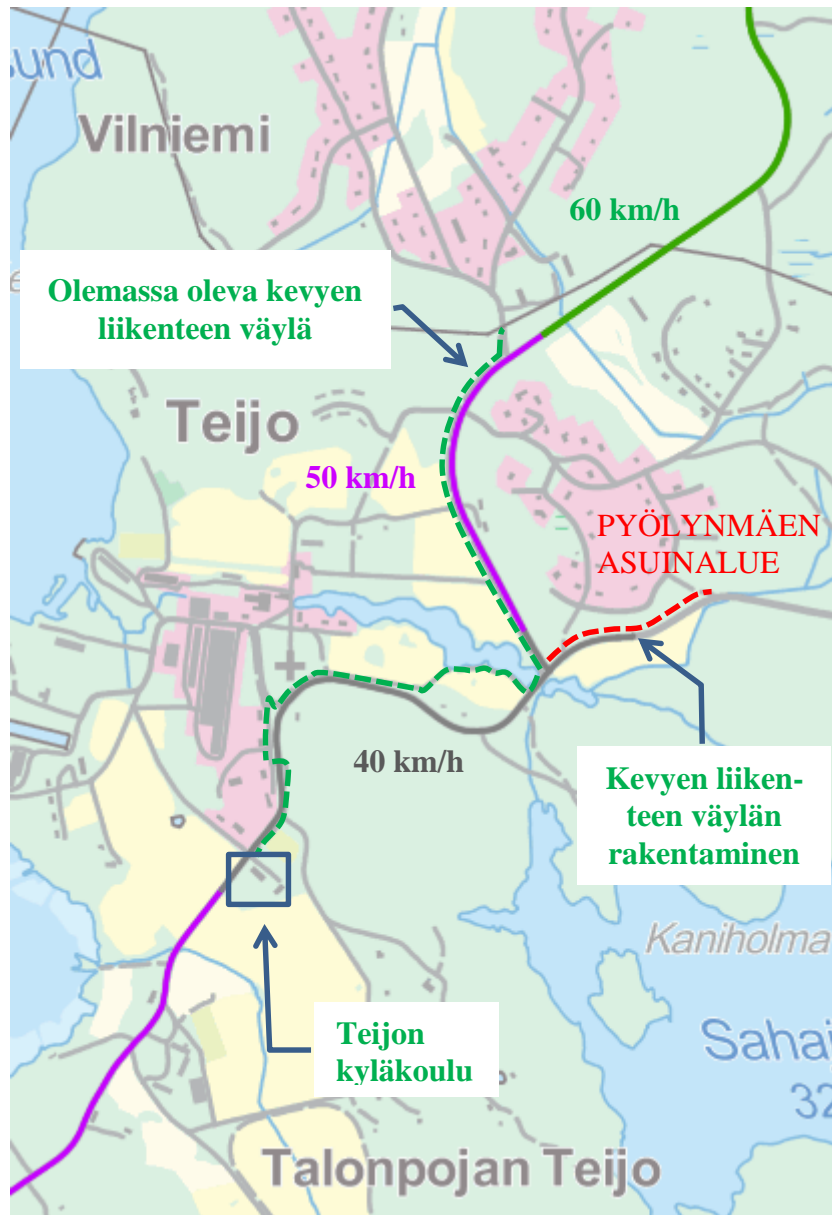 sund
Vilniemi
60 km/h
Olemassa oleva kevyen
liikenteen väylä
Teijo
50 km/h
PYÖLYNMÄEN
ASUINALUE
40 km/h
Kevyen liiken-
teen väylän
rakentaminen
Kaniholma
Teijon
kyläkoulu
Sahaj
32
Talonpojan Teijo